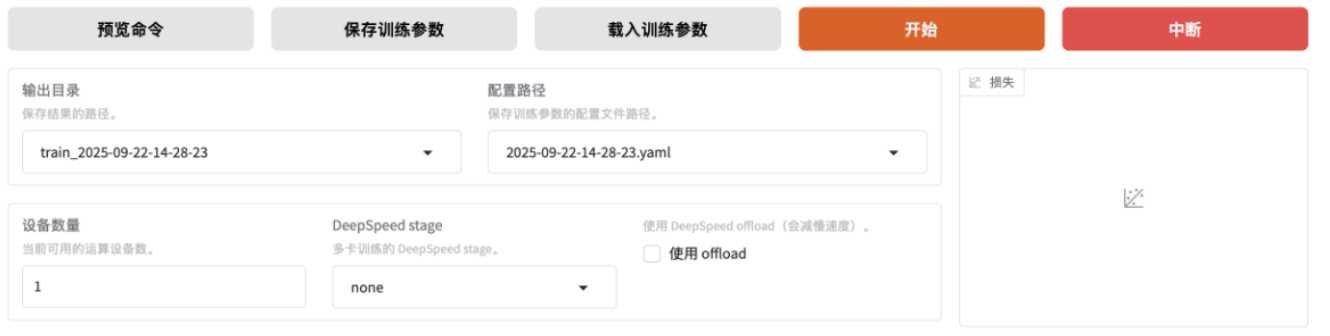 预览命令
保存训练参数
载入训练参数
开始
中断
输出目录
保存结果的路径。
train_2025-09-22-14-28-23
配置路径
保存训练参数的配置文件路径。
2025-09-22-14-28-23.yaml
损失
设备数量
当前可用的运算设备数。
1
DeepSpeed stage
多卡训练的 DeepSpeed stage。
none
使用 DeepSpeed offload（会减慢速度）。
使用 offload